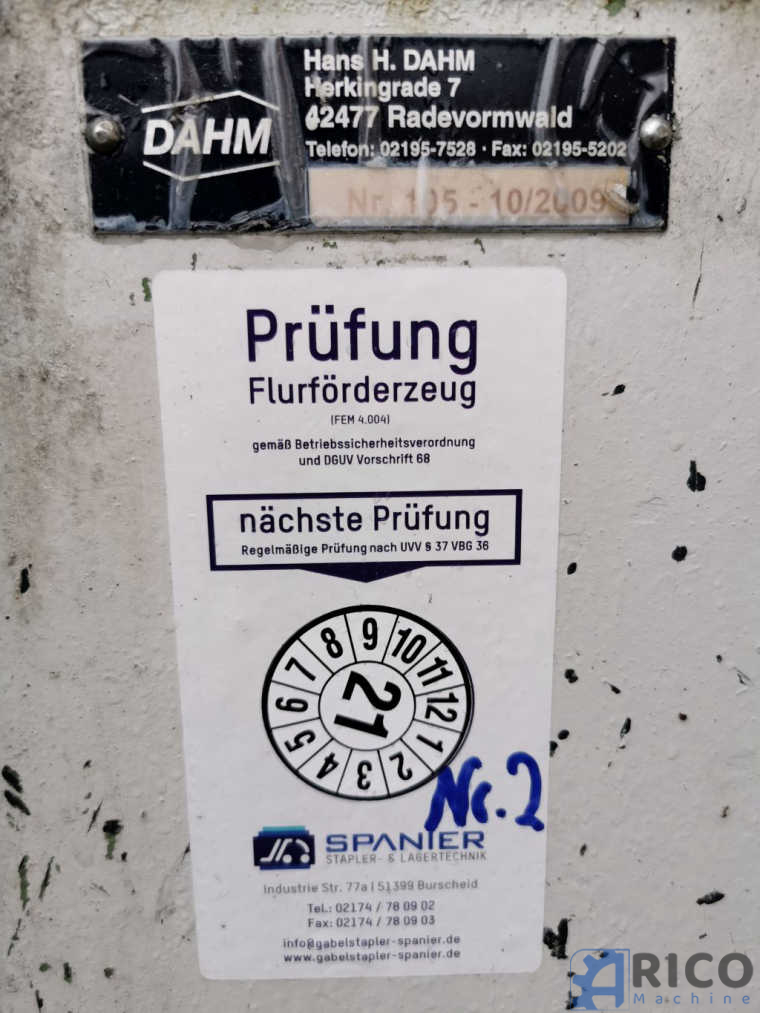 DAHM
Hans H. DAHM
Herkingrade 7
42477 Radevormwald
Telefon: 02195-7528 · Fax: 02195-5202
Nr. 105 - 10/2009
Prüfung
Flurförderzeug
(FEM 4.004)
gemäß Betriebssicherheitsverordnung
und DGUV Vorschrift 68
nächste Prüfung
Regelmäßige Prüfung nach UVV § 37 VBG 36
9
10
11
12
1
2
3
4
5
6
7
8
21
Nr. 2
SPANIER
STAPLER- & LAGERTECHNIK
Industrie Str. 77a | 51399 Burscheid
Tel.: 02174 / 78 09 02
Fax: 02174 / 78 09 03
info@gabelstapler-spanier.de
www.gabelstapler-spanier.de
ARICO
Machine